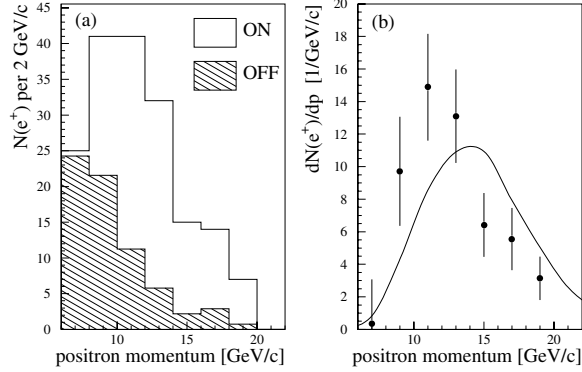 (a)
ON
OFF
N(e⁺) per 2 GeV/c
45
40
35
30
25
20
15
10
5
0
10 15 20
positron momentum [GeV/c]
(b)
dN(e⁺)/dp [1/GeV/c]
20
18
16
14
12
10
8
6
4
2
0
10 15 20
positron momentum [GeV/c]